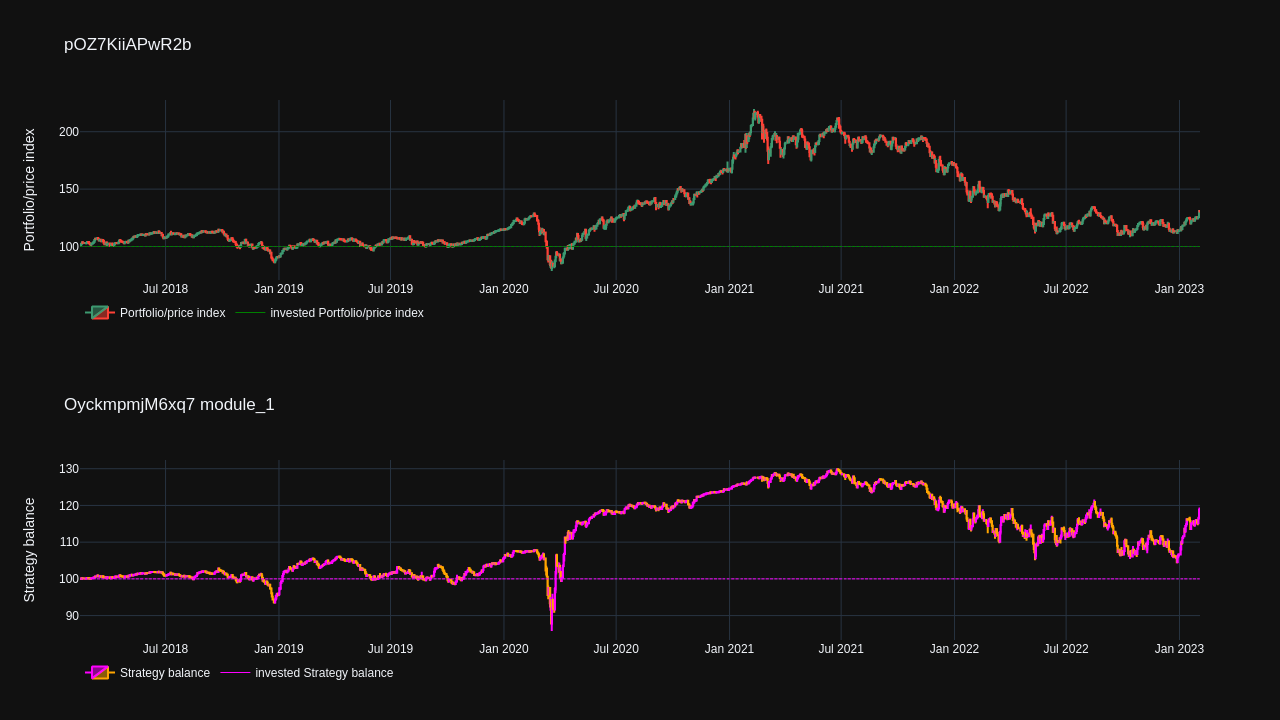 pOZ7KiiAPwR2b
Portfolio/price index
200
150
100
Jul 2018 Jan 2019 Jul 2019 Jan 2020 Jul 2020 Jan 2021 Jul 2021 Jan 2022 Jul 2022 Jan 2023
Portfolio/price index invested Portfolio/price index
OyckmpmjM6xq7 module_1
Strategy balance
130
120
110
100
90
Jul 2018 Jan 2019 Jul 2019 Jan 2020 Jul 2020 Jan 2021 Jul 2021 Jan 2022 Jul 2022 Jan 2023
Strategy balance invested Strategy balance